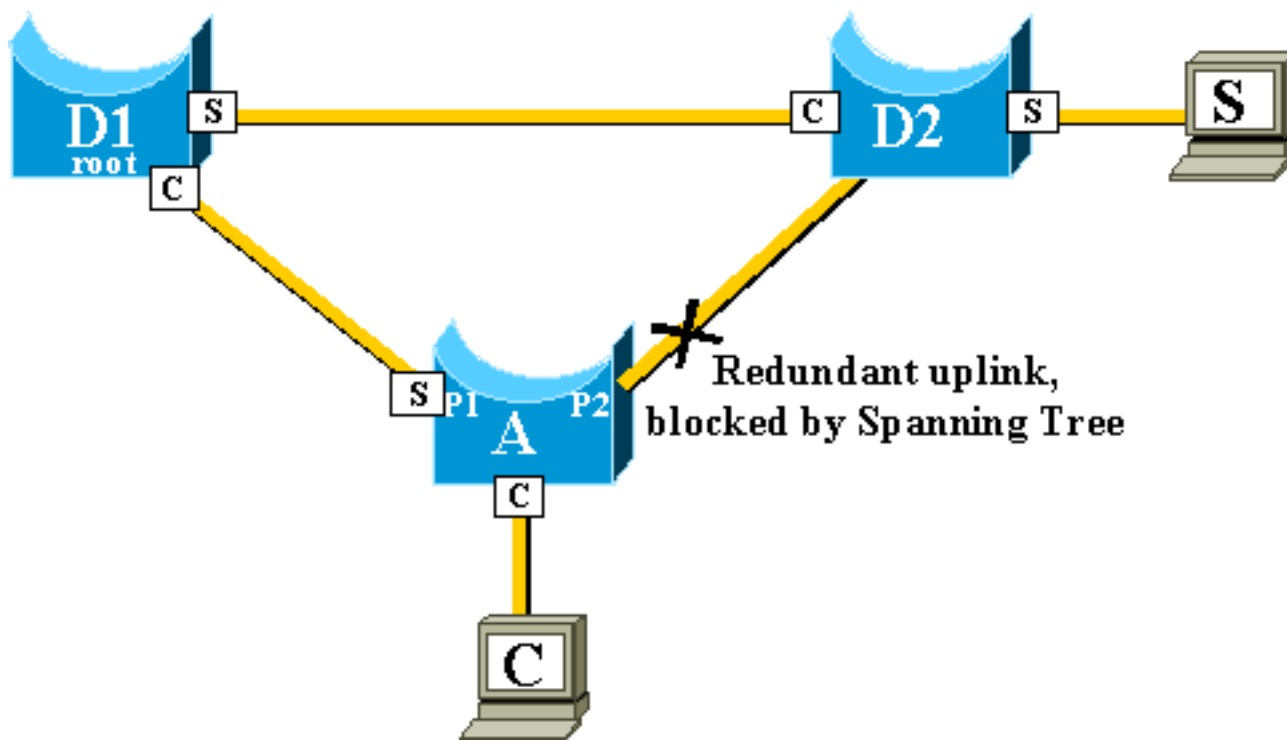 D1
root
S
C
C
D2
S
S
S
P1
P2
A
Redundant uplink,
blocked by Spanning Tree
C
C